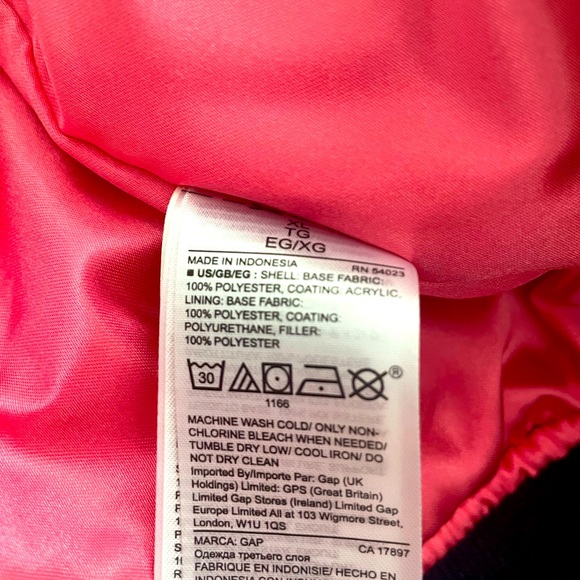 XL
TG
EG/XG
MADE IN INDONESIA RN 54023
■ US/GB/EG : SHELL: BASE FABRIC:
100% POLYESTER, COATING: ACRYLIC,
LINING: BASE FABRIC:
100% POLYESTER, COATING:
POLYURETHANE, FILLER:
100% POLYESTER
30 ®
1166
MACHINE WASH COLD/ ONLY NON-
CHLORINE BLEACH WHEN NEEDED/
TUMBLE DRY LOW/ COOL IRON/ DO
NOT DRY CLEAN
Imported By/Importe Par: Gap (UK
Holdings) Limited: GPS (Great Britain)
Limited Gap Stores (Ireland) Limited Gap
Europe Limited All at 103 Wigmore Street,
London, W1U 1QS
MARCA: GAP CA 17897
Одежда третьего слоя
FABRIQUÉ EN INDONÉSIE/ HECHO EN